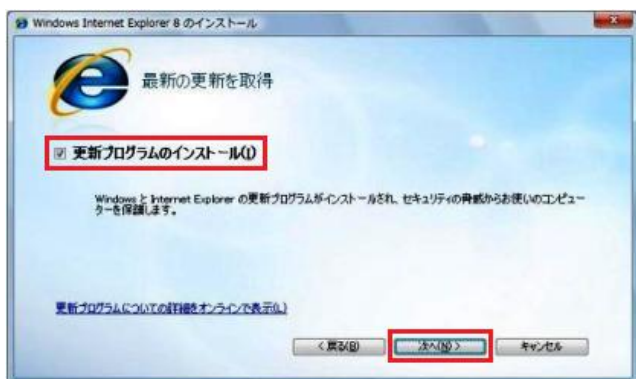 Windows Internet Explorer 8 のインストール
最新の更新を取得
更新プログラムのインストール(I)
Windows と Internet Explorer の更新プログラムがインストールされ、セキュリティの脅威からお使いのコンピュー
ターを保護します。
更新プログラムについての詳細をオンラインで表示(L)
< 戻る(B)
次へ(N) >
キャンセル